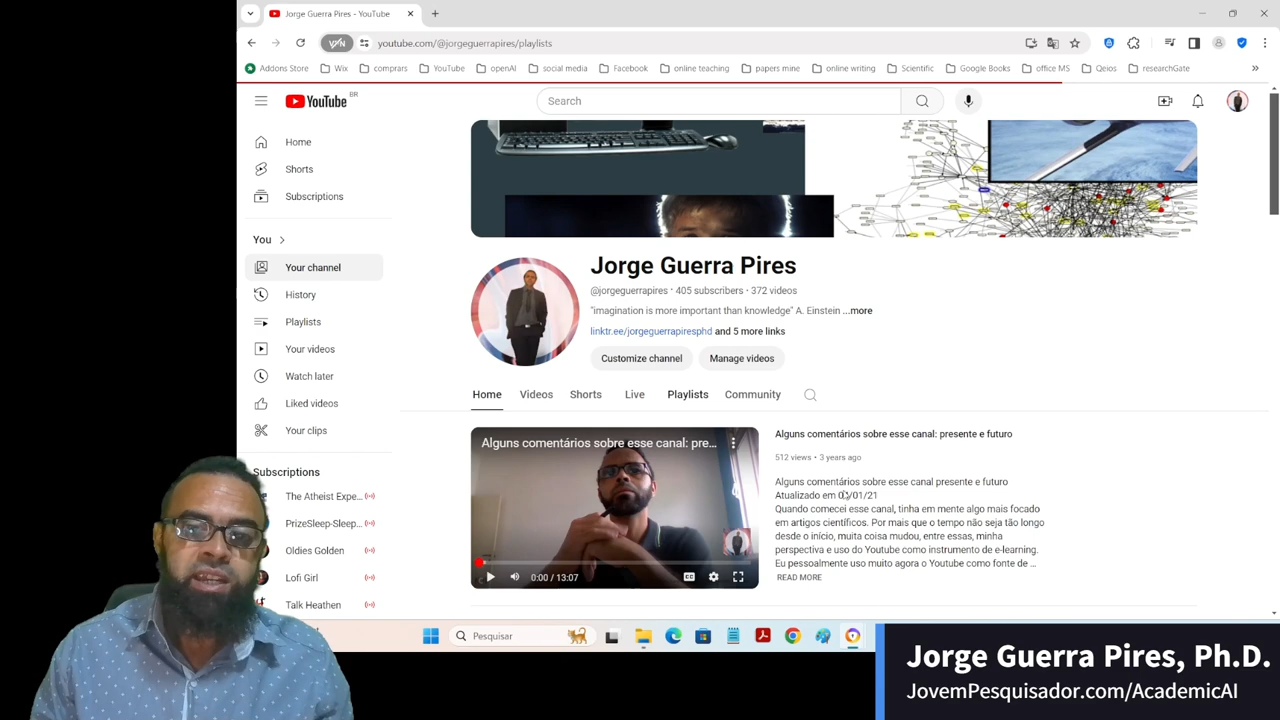 Jorge Guerra Pires - YouTube
VPN
youtube.com/@jorgeguerrapires/playlists
Addons Store
Wix
comprars
YouTube
openAI
social media
Facebook
online teaching
papers mine
online writing
Scientific
Google Books
office MS
Qeios
researchGate
YouTube BR
Search
Home
Shorts
Subscriptions
You
Your channel
History
Playlists
Your videos
Watch later
Liked videos
Your clips
Subscriptions
The Atheist Expe...
PrizeSleep-Sleep...
Oldies Golden
Lofi Girl
Talk Heathen
Jorge Guerra Pires
@jorgeguerrapires • 405 subscribers • 372 videos
"imagination is more important than knowledge" A. Einstein ...more
linktr.ee/jorgeguerrapiresphd and 5 more links
Customize channel
Manage videos
Home
Videos
Shorts
Live
Playlists
Community
Alguns comentários sobre esse canal: pre...
0:00 / 13:07
Alguns comentários sobre esse canal: presente e futuro
512 views • 3 years ago
Alguns comentários sobre esse canal presente e futuro
Atualizado em
Quando comecei esse canal, tinha em mente algo mais focado
em artigos científicos. Por mais que o tempo não seja tão longo
desde o início, muita coisa mudou, entre essas, minha
perspectiva e uso do Youtube como instrumento de e-learning.
Eu pessoalmente uso muito agora o Youtube como fonte de ...
READ MORE
Pesquisar
Jorge Guerra Pires, Ph.D.
JovemPesquisador.com/AcademicAI